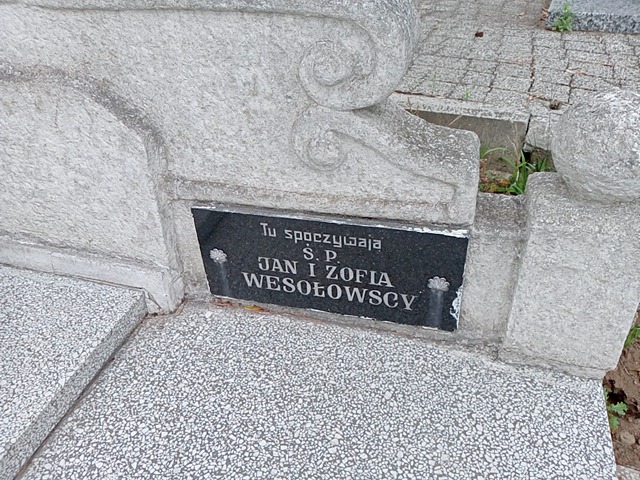 Tu spoczywają
Ś. P.
JAN I ZOFIA
WESOŁOWSCY